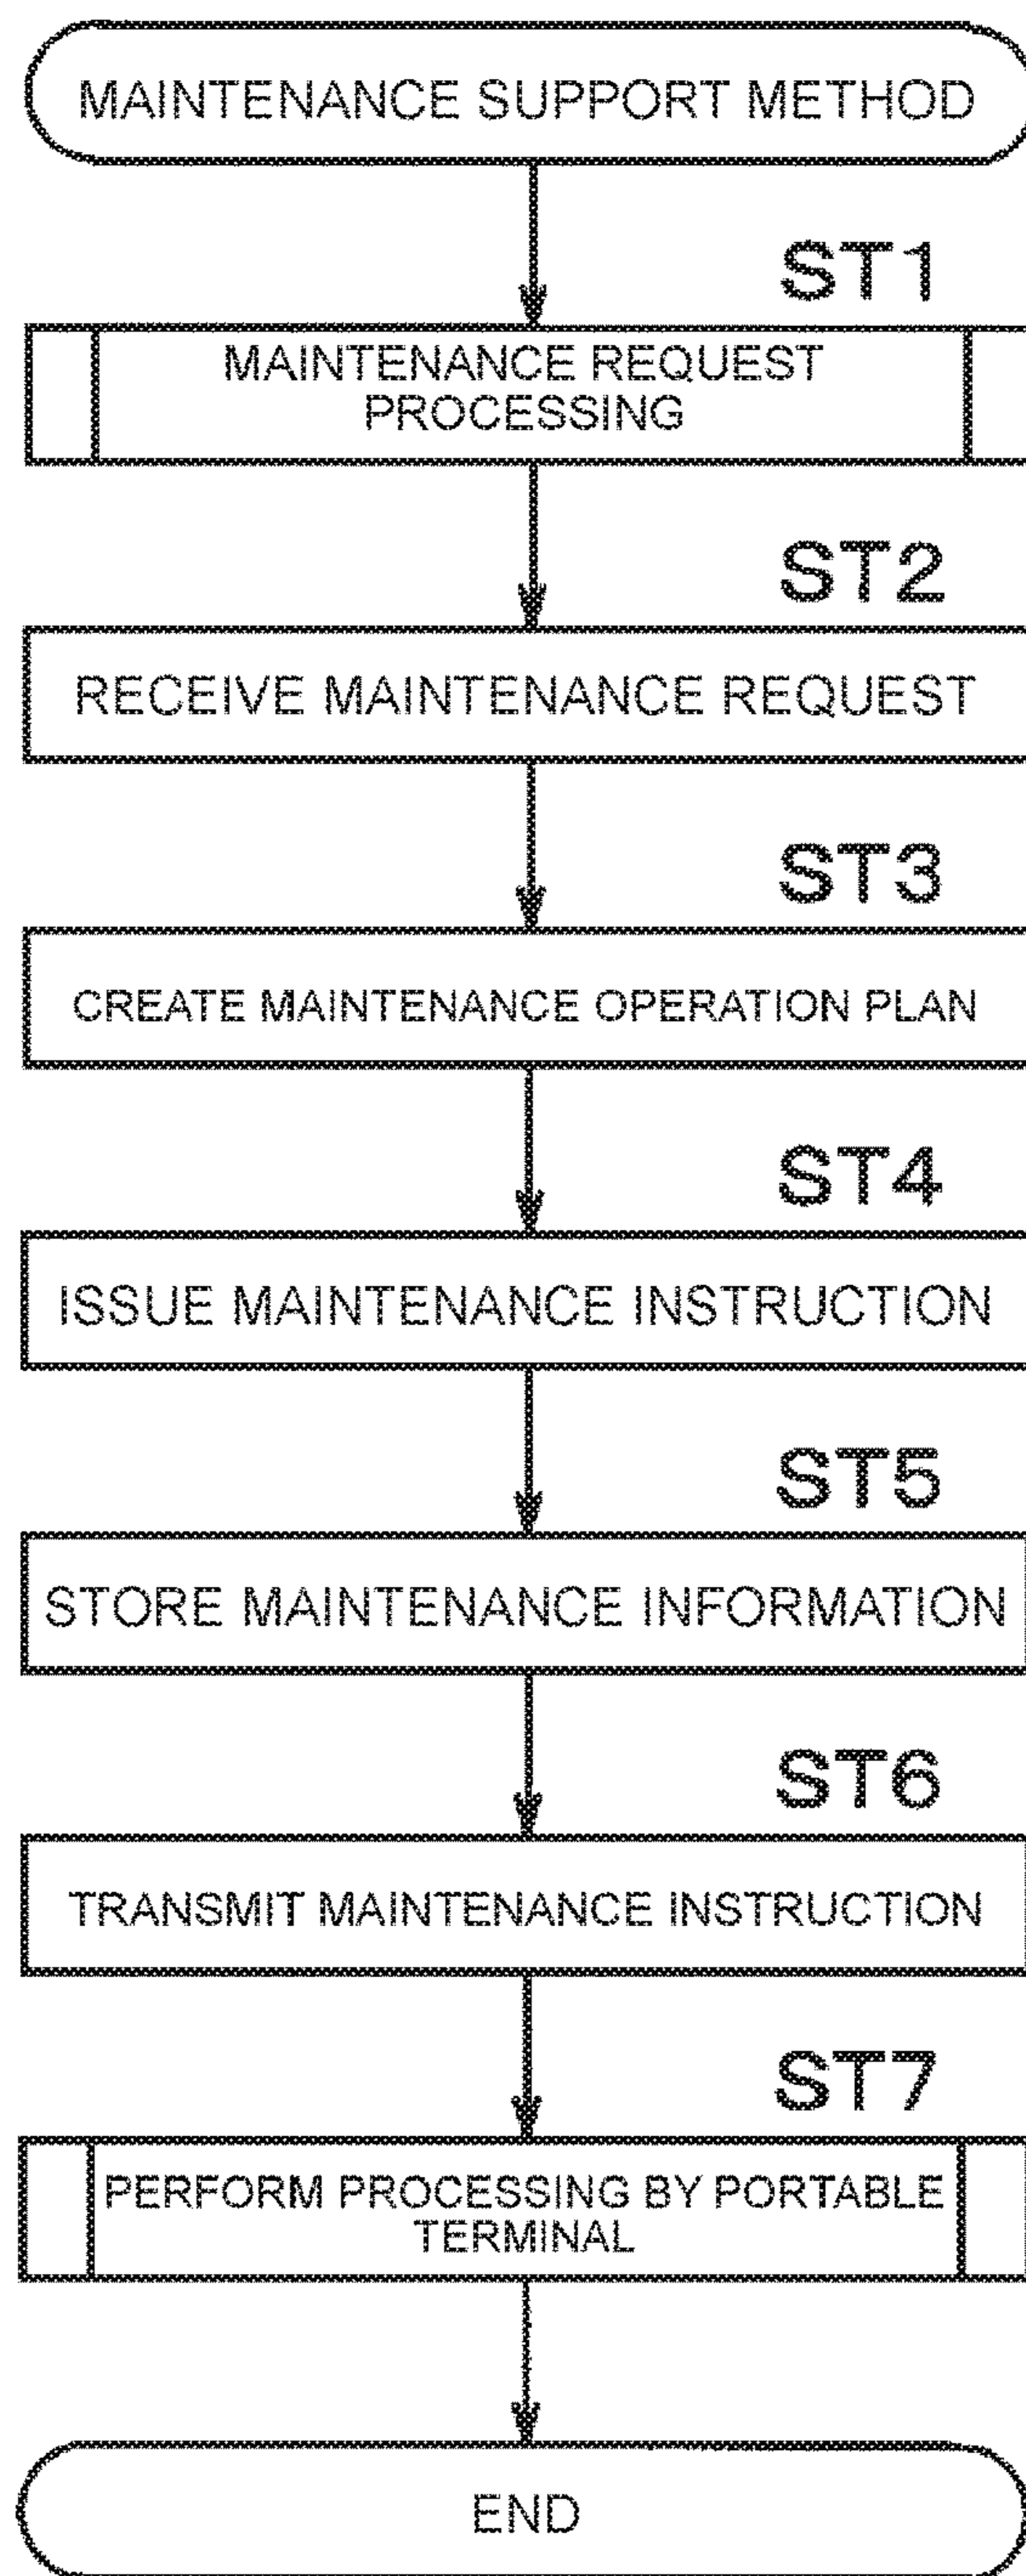 MAINTENANCE SUPPORT METHOD
ST1
MAINTENANCE REQUEST
PROCESSING
ST2
RECEIVE MAINTENANCE REQUEST
ST3
CREATE MAINTENANCE OPERATION PLAN
ST4
ISSUE MAINTENANCE INSTRUCTION
ST5
STORE MAINTENANCE INFORMATION
ST6
TRANSMIT MAINTENANCE INSTRUCTION
ST7
PERFORM PROCESSING BY PORTABLE
TERMINAL
END